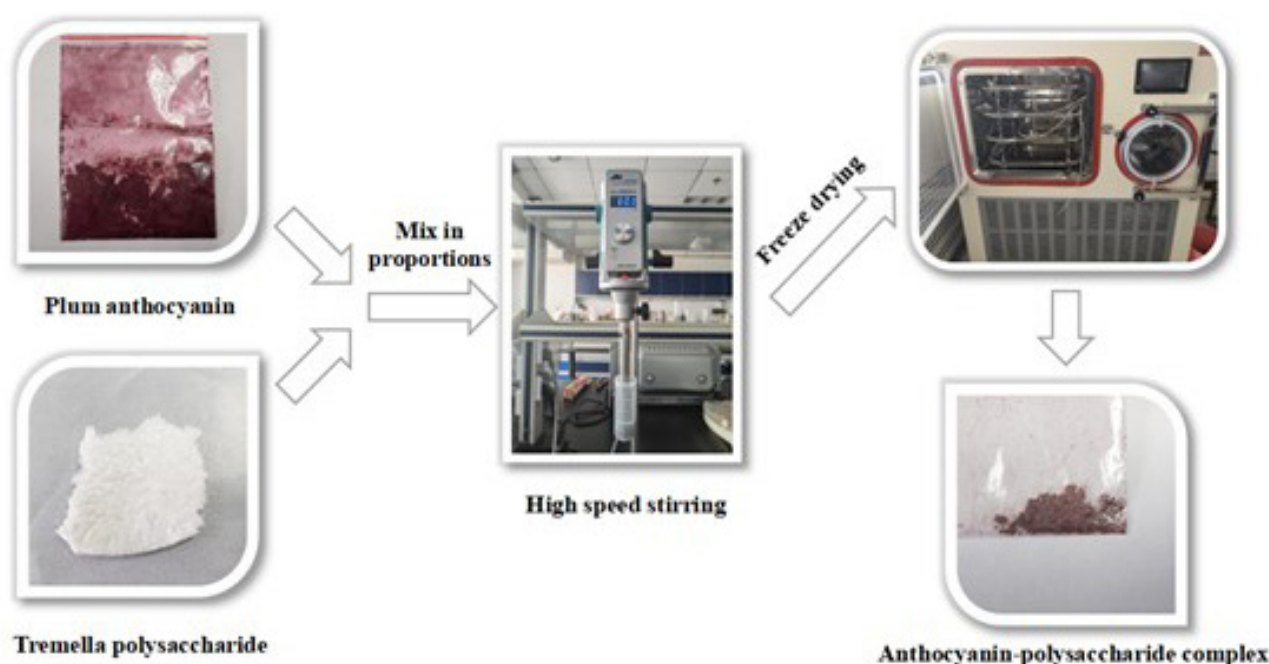 Plum anthocyanin
Tremella polysaccharide
Mix in
proportions
High speed stirring
Freeze drying
Anthocyanin-polysaccharide complex